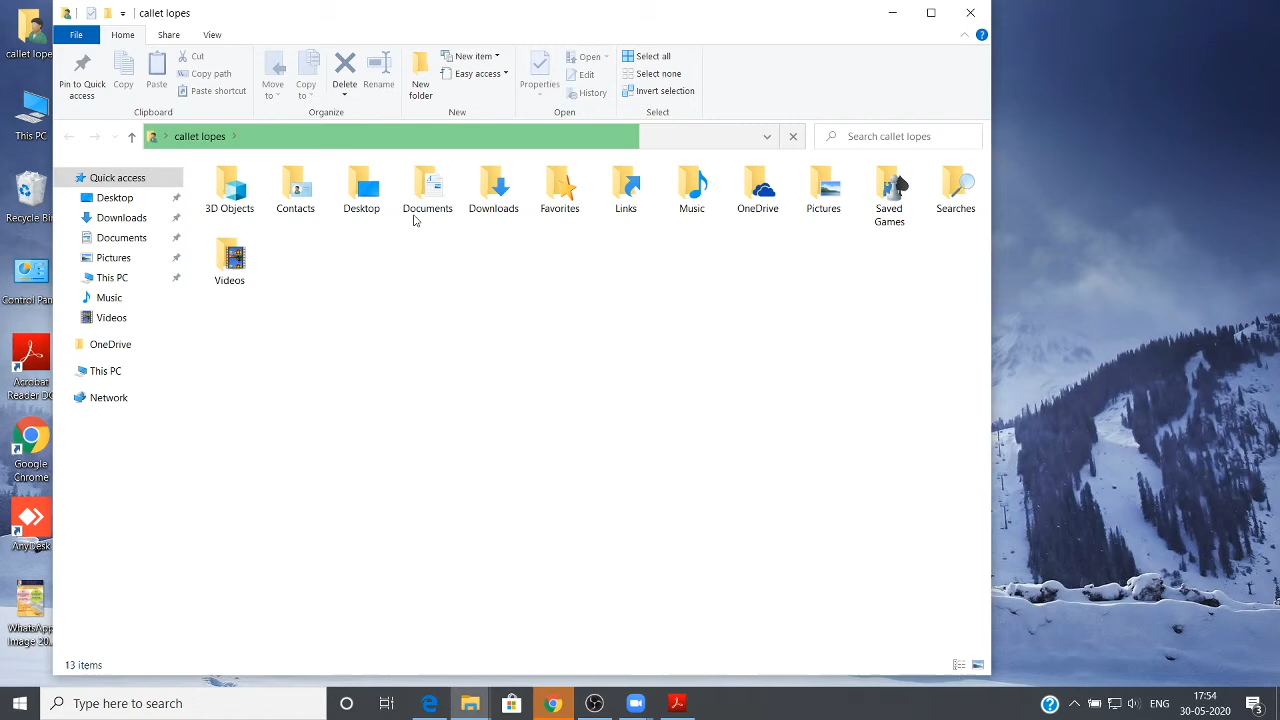 callet lopes
File
Home
Share
View
Pin to Quick access
Copy
Paste
Cut
Copy path
Paste shortcut
Clipboard
Move to
Copy to
Delete
Rename
Organize
New folder
New item
Easy access
New
Properties
Open
Edit
History
Open
Select all
Select none
Invert selection
Select
callet lopes
Search callet lopes
Quick access
Desktop
Downloads
Documents
Pictures
This PC
Music
Videos
OneDrive
This PC
Network
3D Objects
Contacts
Desktop
Documents
Downloads
Favorites
Links
Music
OneDrive
Pictures
Saved Games
Searches
Videos
13 items
callet lope
This PC
Recycle Bin
Control Pan
Acrobat
Reader DC
Google
Chrome
AnyDesk
WhatsApp
Image 20...
Type here to search
ENG
17:54
30-05-2020
3